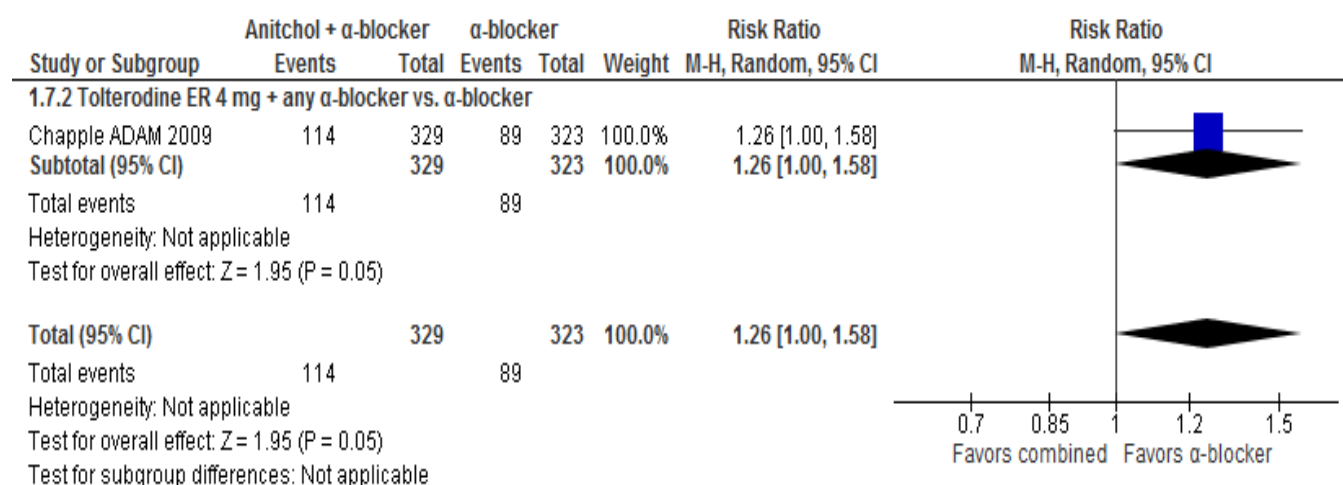 Anitchol + α-blocker α-blocker Risk Ratio Risk Ratio
Study or Subgroup Events Total Events Total Weight M-H, Random, 95% CI M-H, Random, 95% CI
1.7.2 Tolterodine ER 4 mg + any α-blocker vs. α-blocker
Chapple ADAM 2009 114 329 89 323 100.0% 1.26 [1.00, 1.58]
Subtotal (95% CI) 329 323 100.0% 1.26 [1.00, 1.58]
Total events 114 89
Heterogeneity: Not applicable
Test for overall effect: Z = 1.95 (P = 0.05)
Total (95% CI) 329 323 100.0% 1.26 [1.00, 1.58]
Total events 114 89
Heterogeneity: Not applicable
Test for overall effect: Z = 1.95 (P = 0.05)
Test for subgroup differences: Not applicable
0.7 0.85 1 1.2 1.5
Favors combined Favors α-blocker